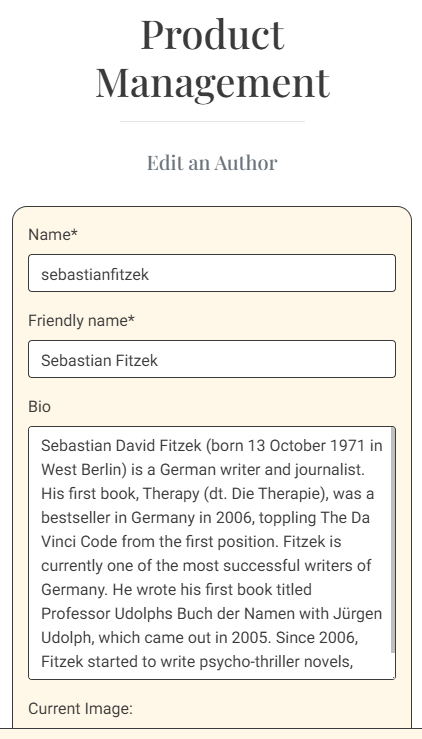 Product
Management
Edit an Author
Name*
sebastianfitzek
Friendly name*
Sebastian Fitzek
Bio
Sebastian David Fitzek (born 13 October 1971 in
West Berlin) is a German writer and journalist.
His first book, Therapy (dt. Die Therapie), was a
bestseller in Germany in 2006, toppling The Da
Vinci Code from the first position. Fitzek is
currently one of the most successful writers of
Germany. He wrote his first book titled
Professor Udolphs Buch der Namen with Jürgen
Udolph, which came out in 2005. Since 2006,
Fitzek started to write psycho-thriller novels,
Current Image: